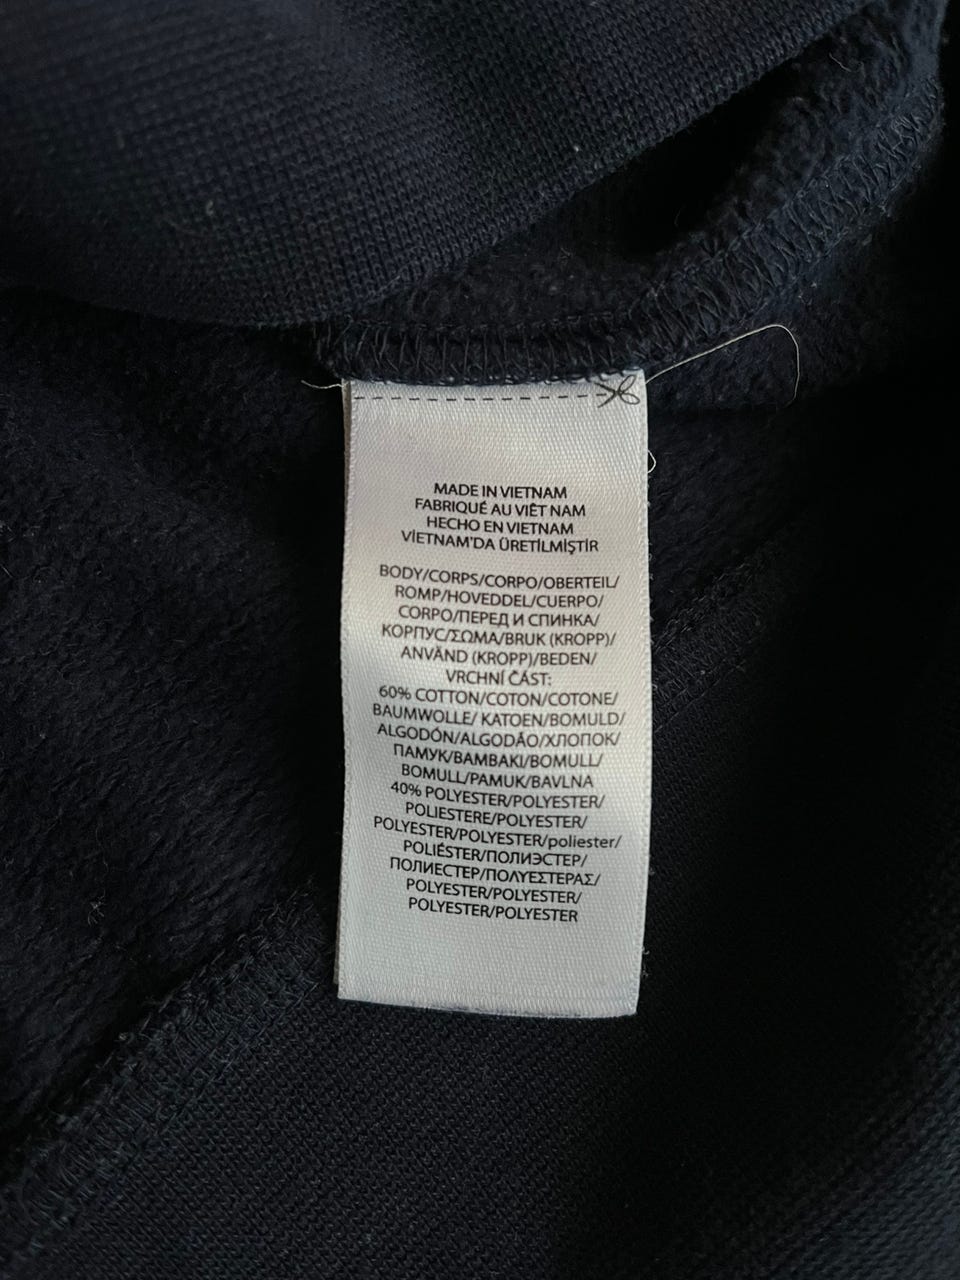 MADE IN VIETNAM
FABRIQUÉ AU VIÊT NAM
HECHO EN VIETNAM
VİETNAM'DA ÜRETİLMİŞTİR
BODY/CORPS/CORPO/OBERTEIL/
ROMP/HOVEDDEL/CUERPO/
CORPO/ПЕРЕД И СПИНКА/
КОРПУС/ΣΩΜΑ/BRUK (KROPP)/
ANVÄND (KROPP)/BEDEN/
VRCHNÍ ČÁST:
60% COTTON/COTON/COTONE/
BAUMWOLLE/ KATOEN/BOMULD/
ALGODÓN/ALGODÃO/ХЛОПОК/
ПАМУК/ΒΑΜΒΑΚΙ/BOMULL/
BOMULL/PAMUK/BAVLNA
40% POLYESTER/POLYESTER/
POLIESTERE/POLYESTER/
POLYESTER/POLYESTER/poliester/
POLIÉSTER/ПОЛИЭСТЕР/
ПОЛИЕСТЕР/ΠΟΛΥΕΣΤΕΡΑΣ/
POLYESTER/POLYESTER/
POLYESTER/POLYESTER